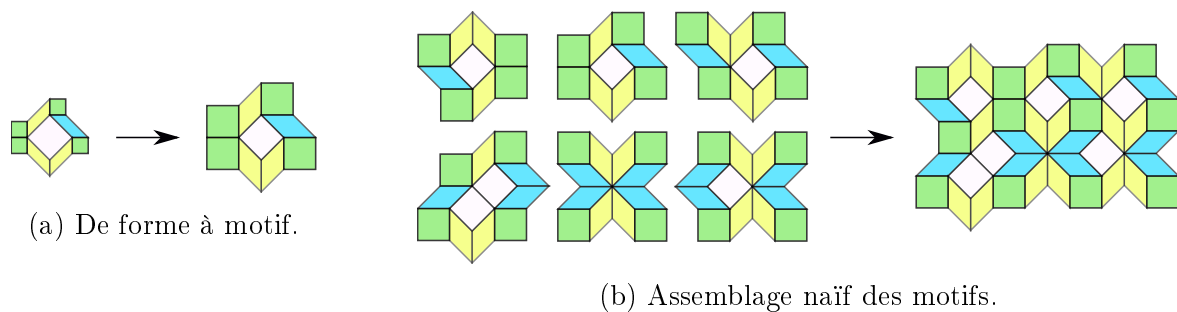 (a) De forme à motif.
(b) Assemblage naïf des motifs.